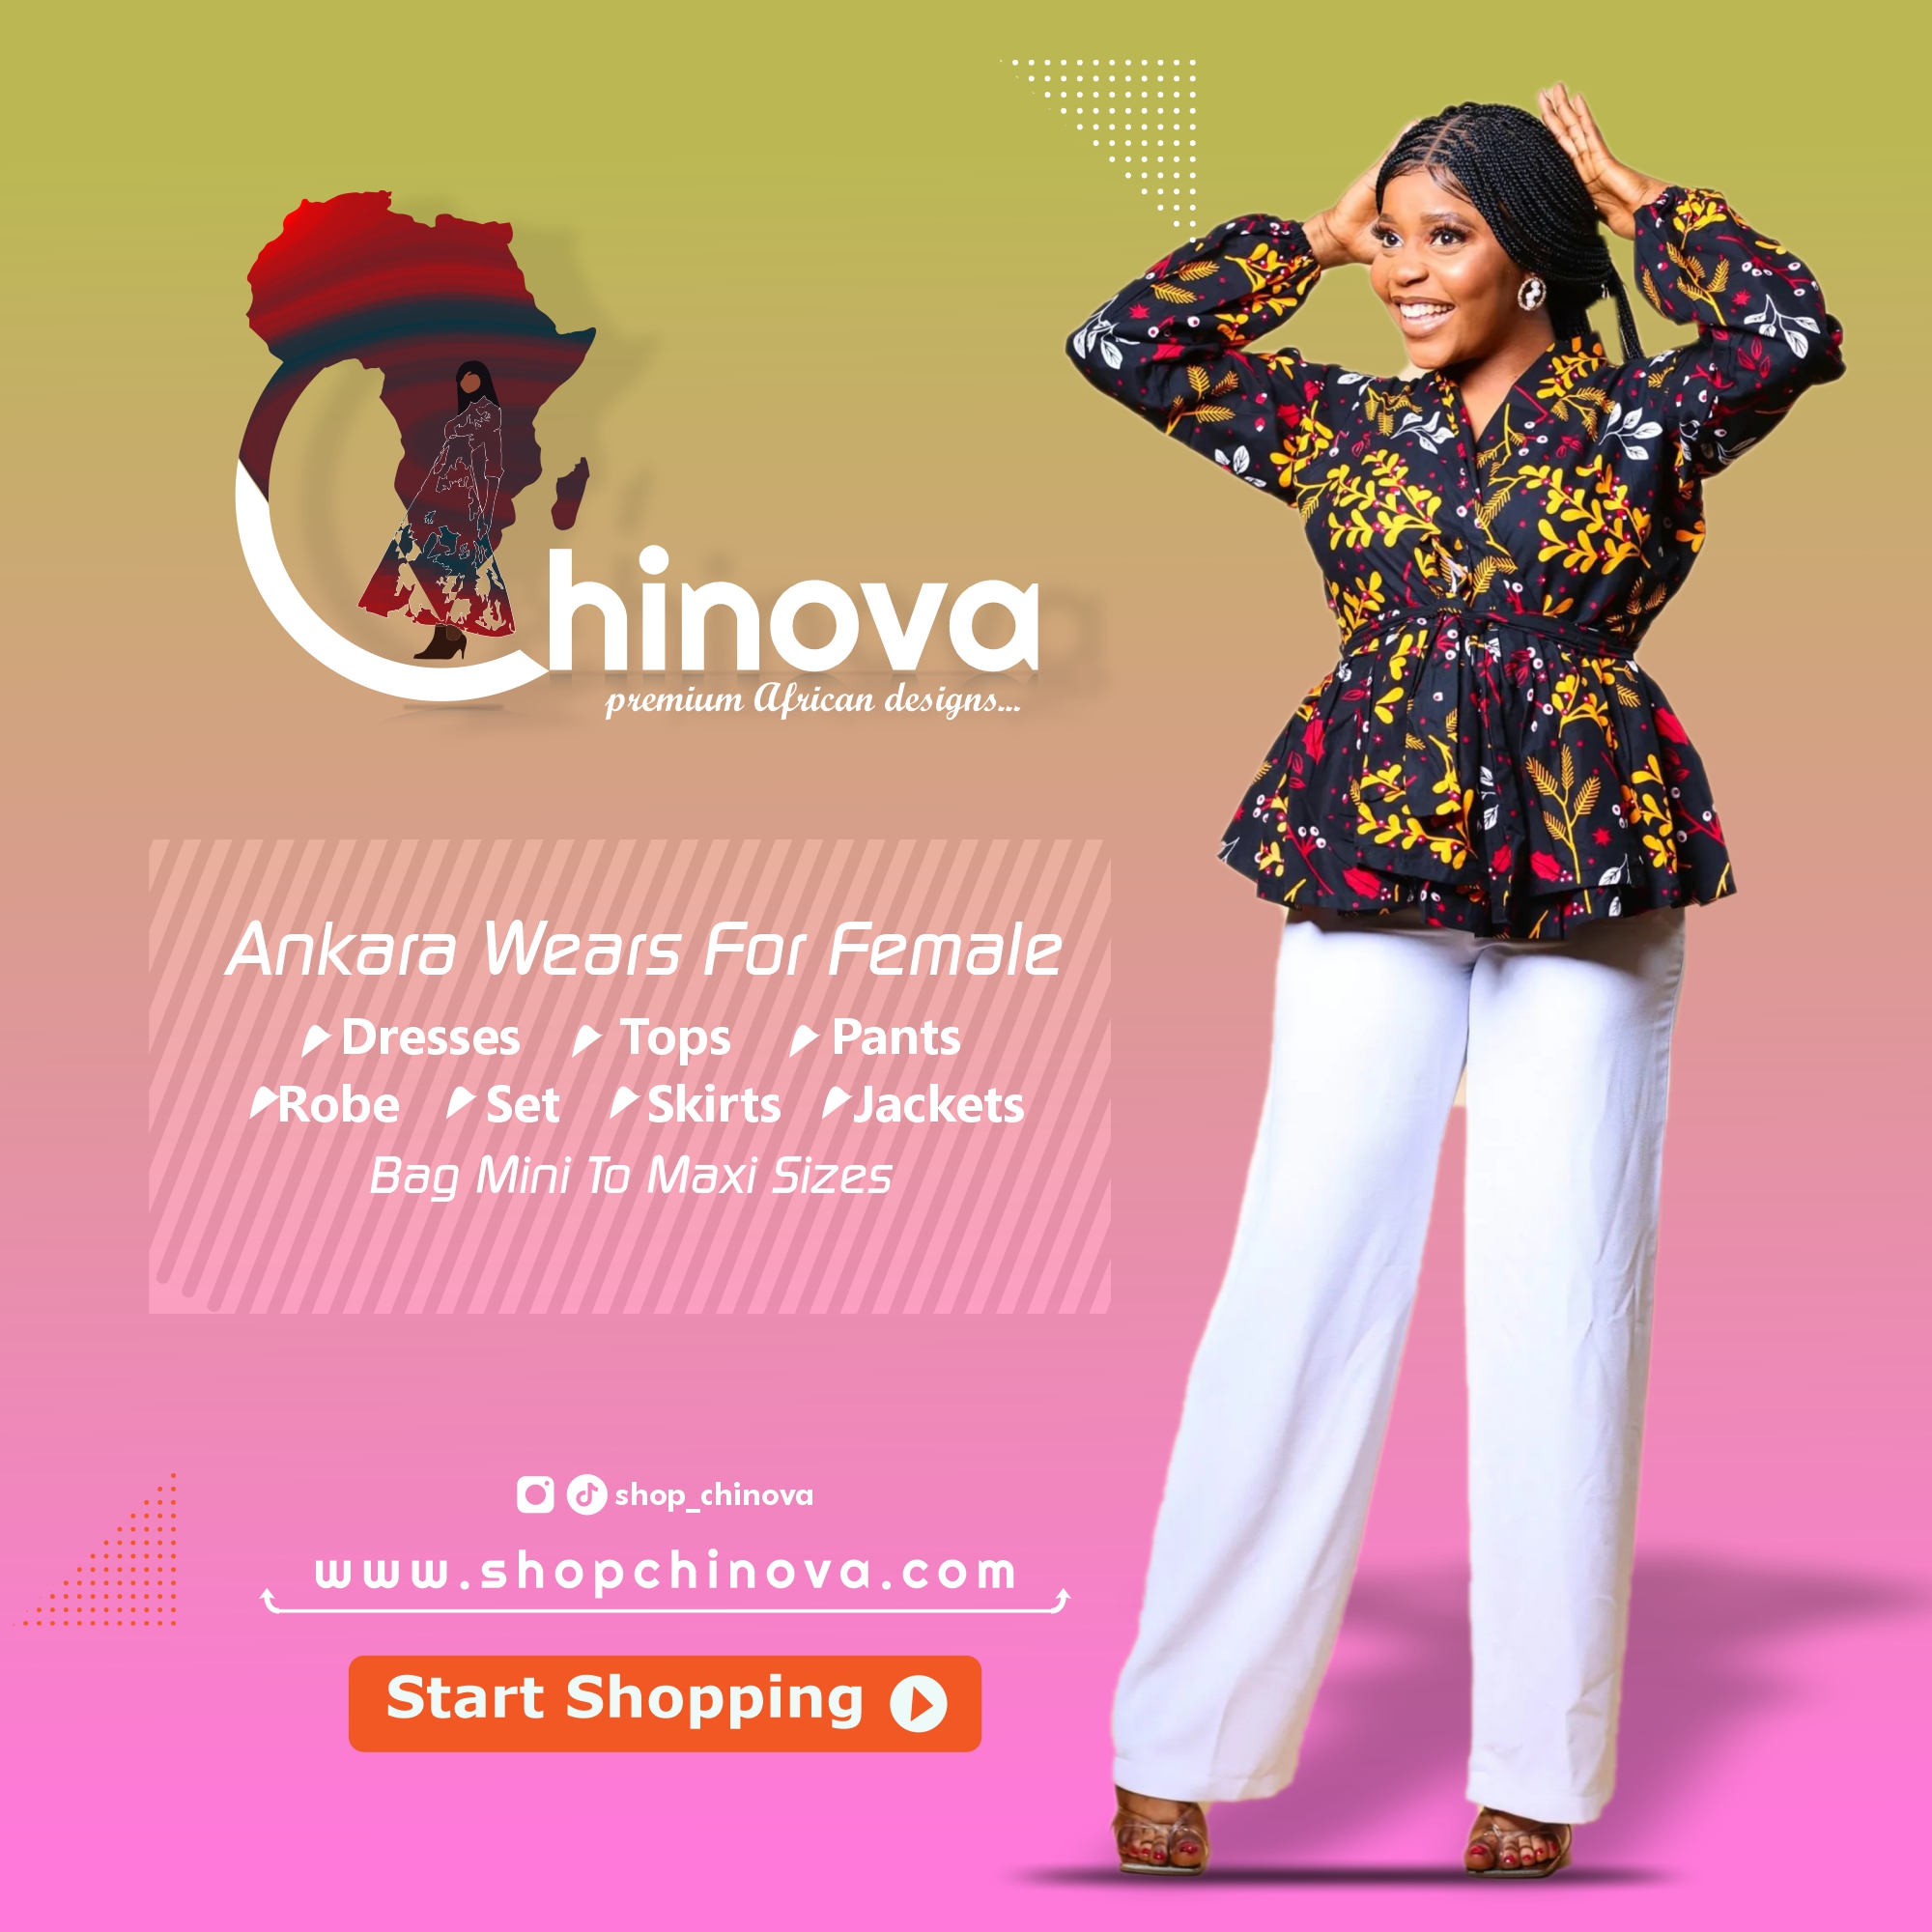 Chinova
premium African designs...
Ankara Wears For Female
Dresses Tops Pants
Robe Set Skirts Jackets
Bag Mini To Maxi Sizes
shop_chinova
www.shopchinova.com
Start Shopping